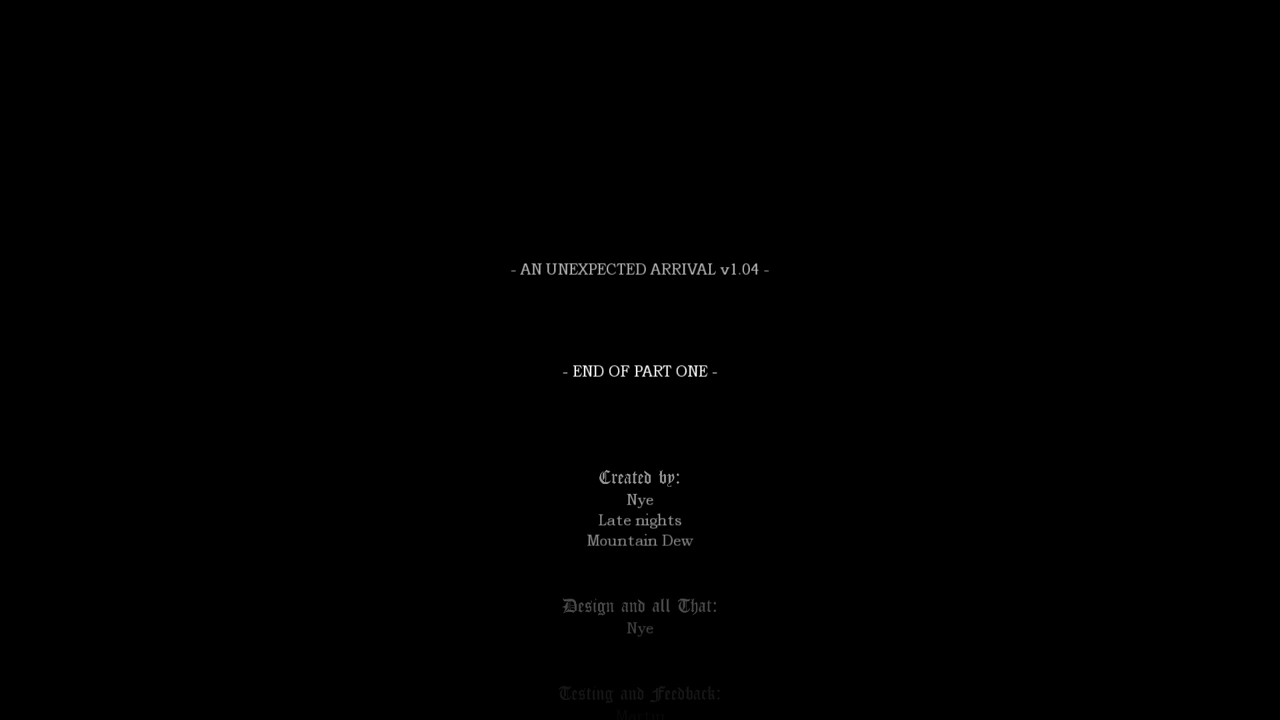 - AN UNEXPECTED ARRIVAL v1.04 -
- END OF PART ONE -
Created by:
Nye
Late nights
Mountain Dew
Design and all That:
Nye
Testing and Feedback: